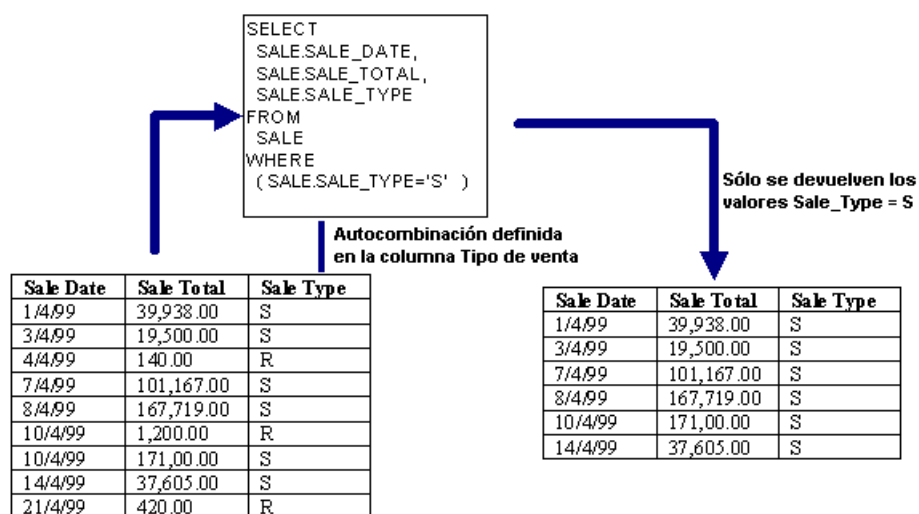 SELECT
SALE.SALE_DATE,
SALE.SALE_TOTAL,
SALE.SALE_TYPE
FROM
SALE
WHERE
( SALE.SALE_TYPE='S' )
Autocombinación definida
en la columna Tipo de venta
Sólo se devuelven los
valores Sale_Type = S
Sale Date Sale Total Sale Type
1/4/99 39,938.00 S
3/4/99 19,500.00 S
4/4/99 140.00 R
7/4/99 101,167.00 S
8/4/99 167,719.00 S
10/4/99 1,200.00 R
10/4/99 171,00.00 S
14/4/99 37,605.00 S
21/4/99 420.00 R
Sale Date Sale Total Sale Type
1/4/99 39,938.00 S
3/4/99 19,500.00 S
7/4/99 101,167.00 S
8/4/99 167,719.00 S
10/4/99 171,00.00 S
14/4/99 37,605.00 S